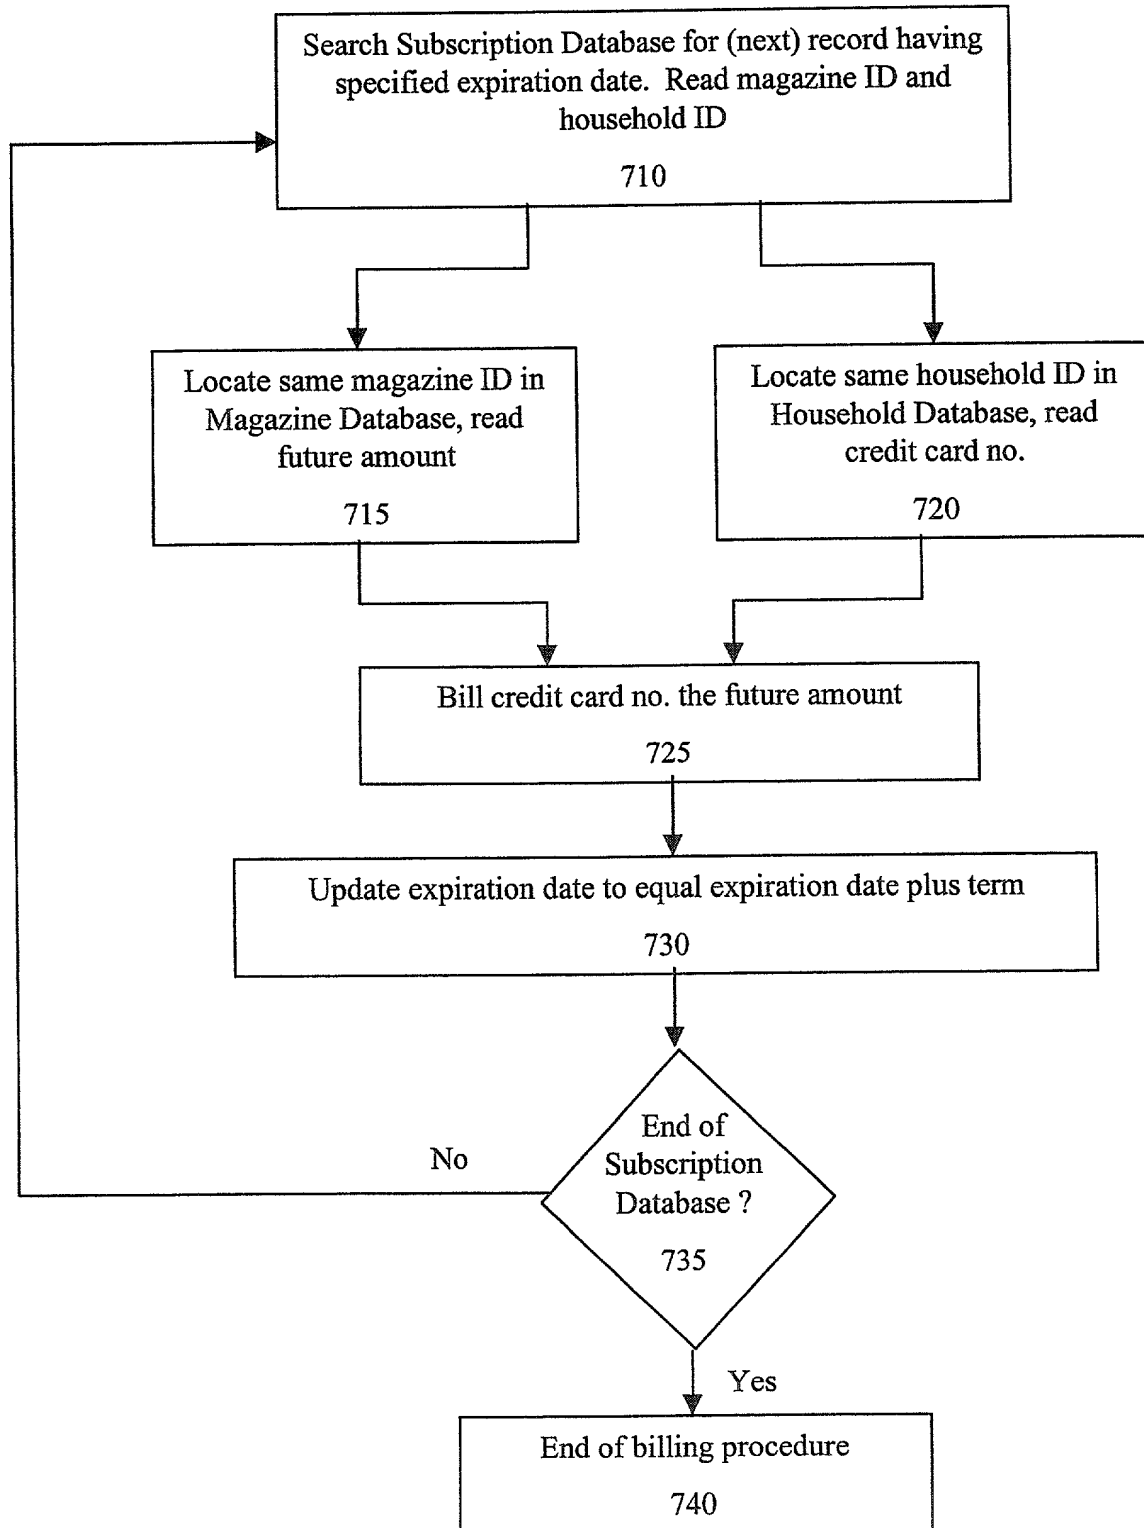 Search Subscription Database for (next) record having
specified expiration date. Read magazine ID and
household ID
710
Locate same magazine ID in
Magazine Database, read
future amount
715
Locate same household ID in
Household Database, read
credit card no.
720
Bill credit card no. the future amount
725
Update expiration date to equal expiration date plus term
730
End of
Subscription
Database ?
735
No
Yes
End of billing procedure
740